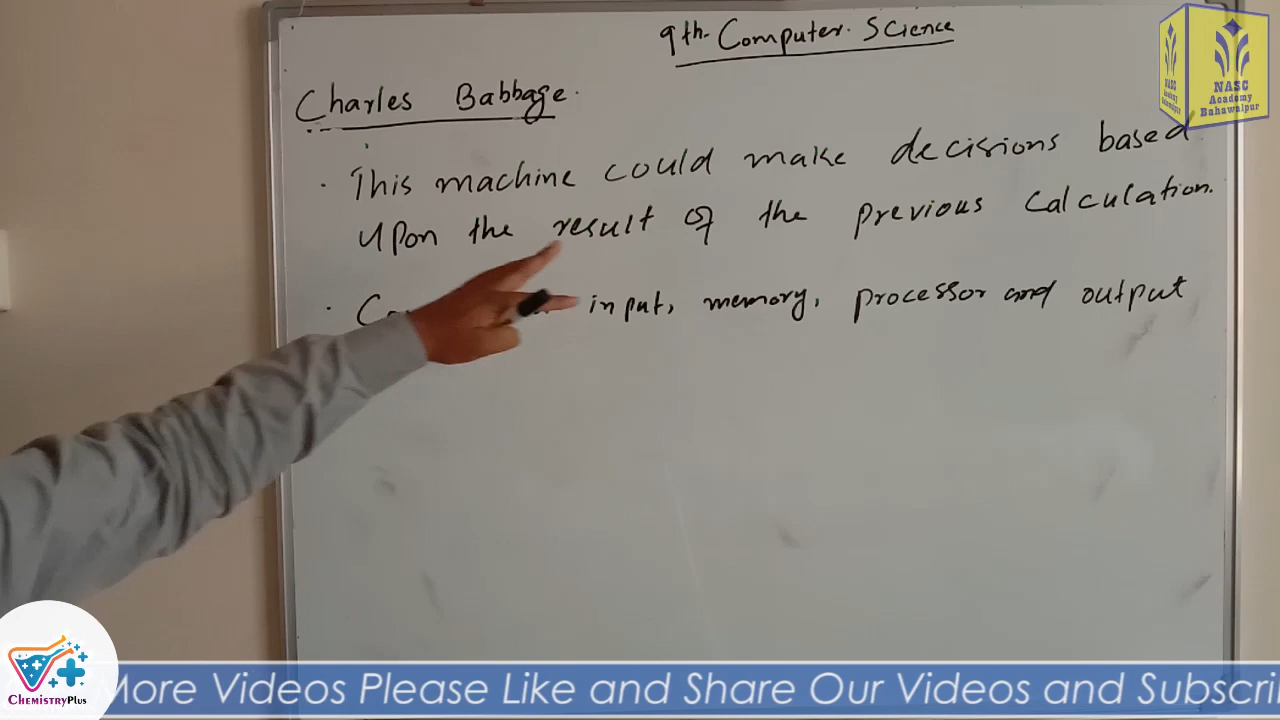 9th Computer Science
Charles Babbage
. This machine could make decisions based
upon the result of the previous calculation.
. input, memory, processor and output
NASC
Academy
Bahawalpur
ChemistryPlus
More Videos Please Like and Share Our Videos and Subscri